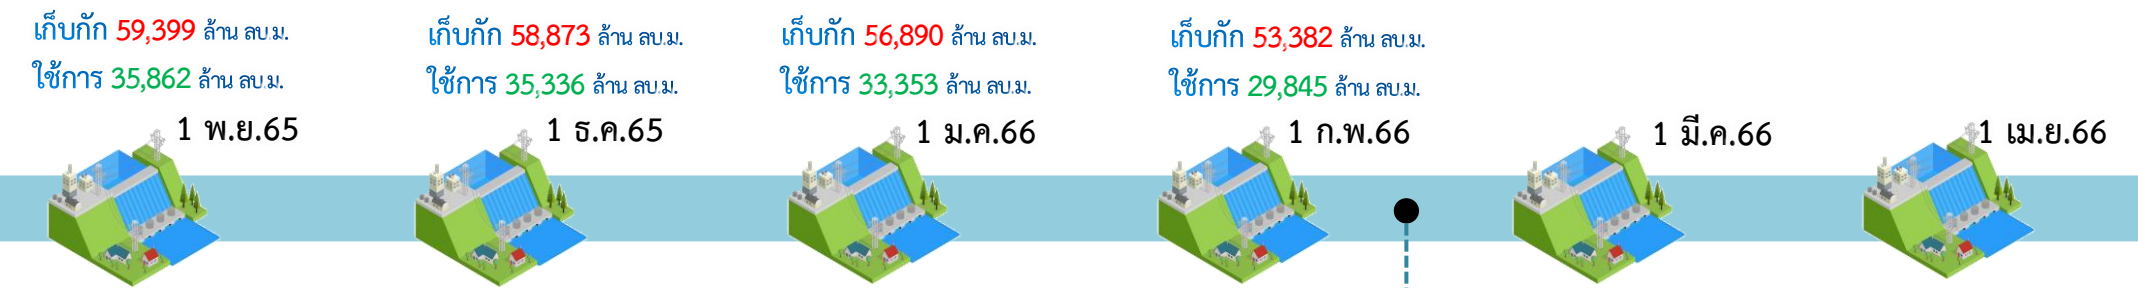 เก็บกัก 59,399 ล้าน ลบ.ม.
ใช้การ 35,862 ล้าน ลบ.ม.
1 พ.ย.65
เก็บกัก 58,873 ล้าน ลบ.ม.
ใช้การ 35,336 ล้าน ลบ.ม.
1 ธ.ค.65
เก็บกัก 56,890 ล้าน ลบ.ม.
ใช้การ 33,353 ล้าน ลบ.ม.
1 ม.ค.66
เก็บกัก 53,382 ล้าน ลบ.ม.
ใช้การ 29,845 ล้าน ลบ.ม.
1 ก.พ.66
1 มี.ค.66
1 เม.ย.66